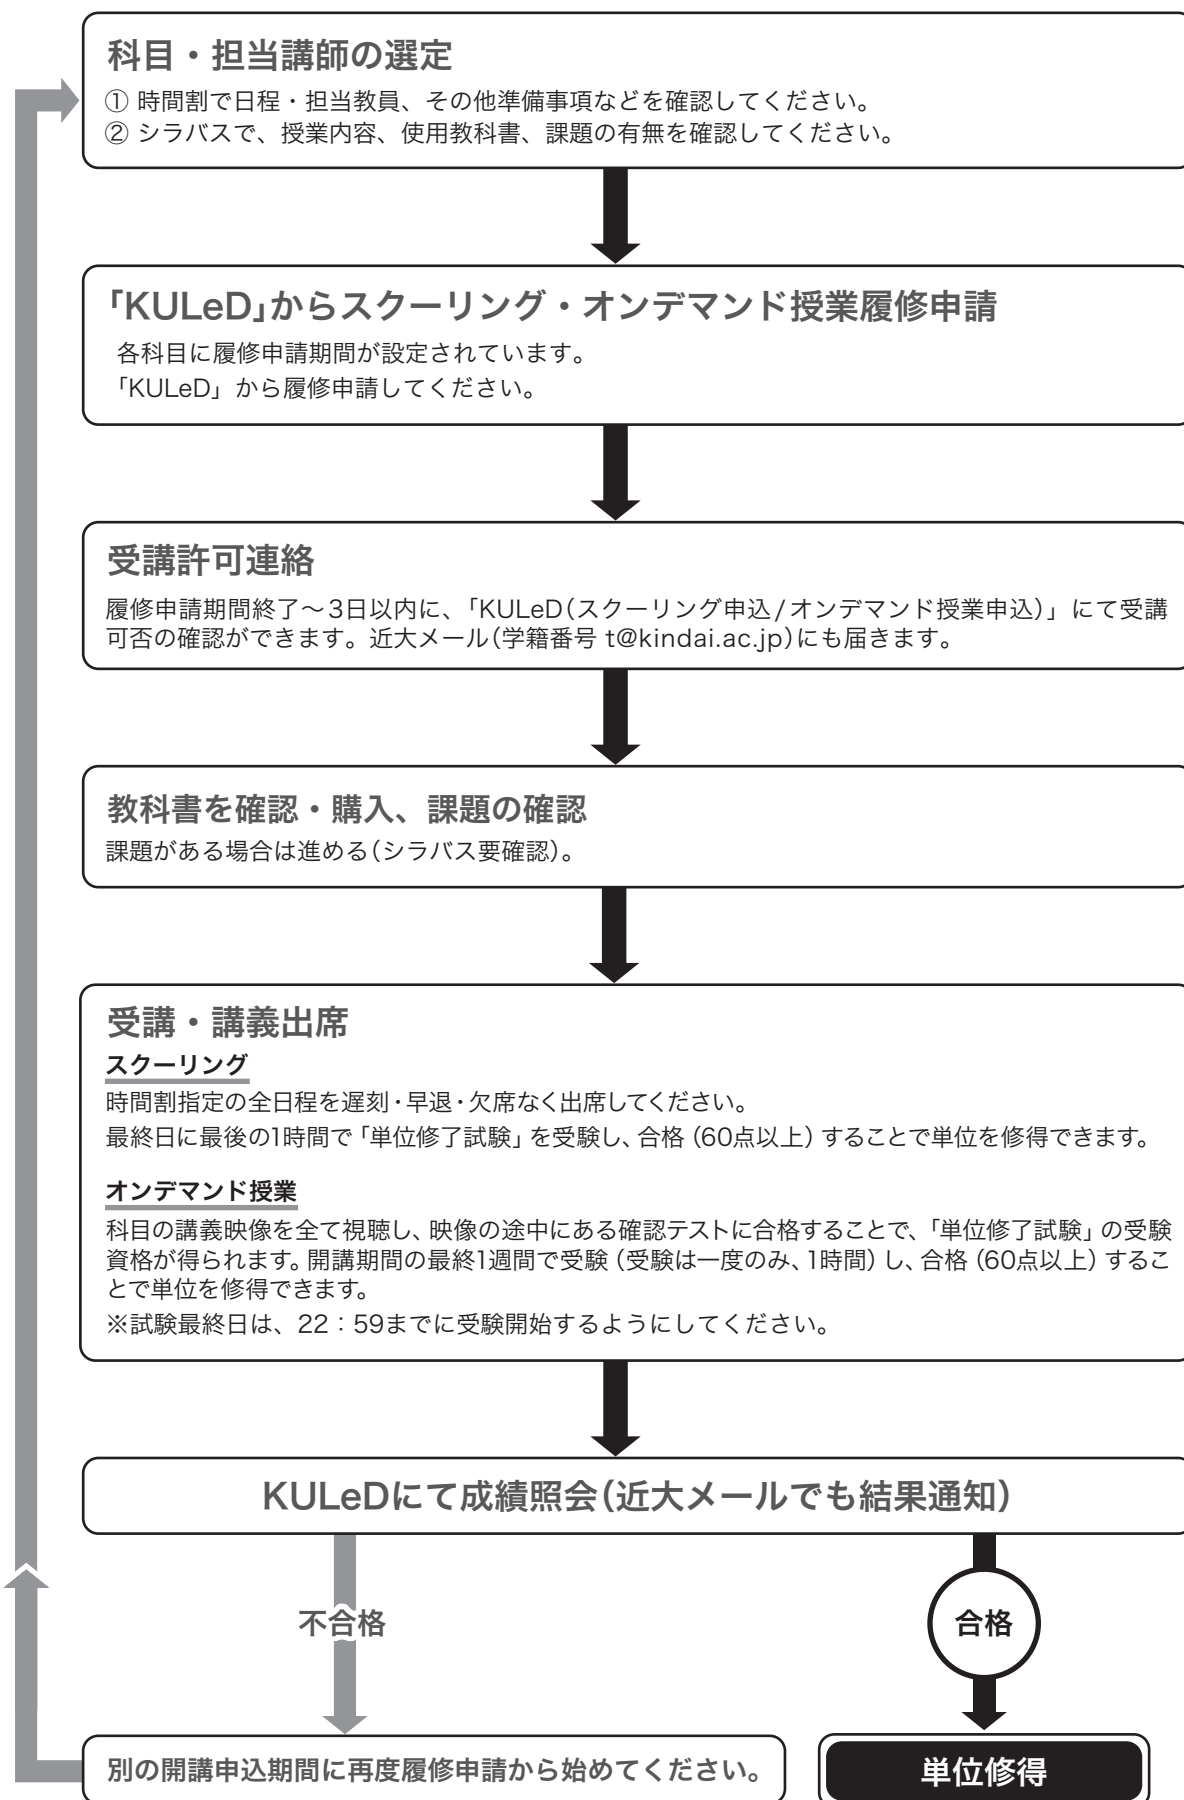 科目・担当講師の選定
① 時間割で日程・担当教員、その他準備事項などを確認してください。
② シラバスで、授業内容、使用教科書、課題の有無を確認してください。
「KULeD」からスクーリング・オンデマンド授業履修申請
各科目に履修申請期間が設定されています。
「KULeD」から履修申請してください。
受講許可連絡
履修申請期間終了〜3日以内に、「KULeD(スクーリング申込/オンデマンド授業申込)」にて受講
可否の確認ができます。近大メール(学籍番号 t@kindai.ac.jp)にも届きます。
教科書を確認・購入、課題の確認
課題がある場合は進める(シラバス要確認)。
受講・講義出席
スクーリング
時間割指定の全日程を遅刻・早退・欠席なく出席してください。
最終日に最後の1時間で「単位修了試験」を受験し、合格(60点以上)することで単位を修得できます。
オンデマンド授業
科目の講義映像を全て視聴し、映像の途中にある確認テストに合格することで、「単位修了試験」の受験
資格が得られます。開講期間の最終1週間で受験(受験は一度のみ、1時間)し、合格(60点以上)するこ
とで単位を修得できます。
※試験最終日は、22:59までに受験開始するようにしてください。
KULeDにて成績照会(近大メールでも結果通知)
不合格
合格
別の開講申込期間に再度履修申請から始めてください。
単位修得